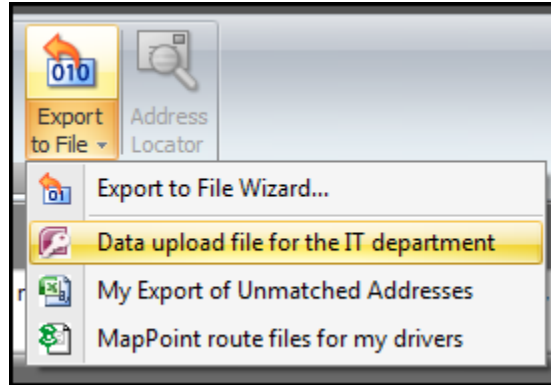 010
Export
to File
Address
Locator
01
Export to File Wizard...
Data upload file for the IT department
My Export of Unmatched Addresses
MapPoint route files for my drivers